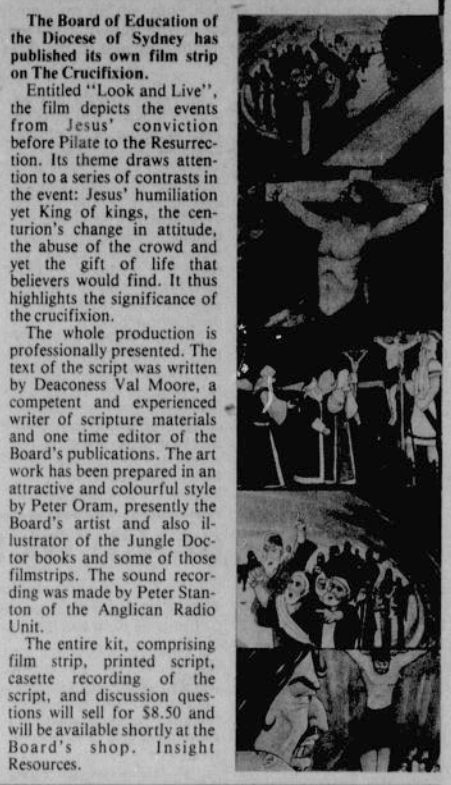 The Board of Education of
the Diocese of Sydney has
published its own film strip
on The Crucifixion.
Entitled "Look and Live",
the film depicts the events
from Jesus' conviction
before Pilate to the Resurrec-
tion. Its theme draws atten-
tion to a series of contrasts in
the event: Jesus' humiliation
yet King of kings, the cen-
turion's change in attitude,
the abuse of the crowd and
yet the gift of life that
believers would find. It thus
highlights the significance of
the crucifixion.
The whole production is
professionally presented. The
text of the script was written
by Deaconess Val Moore, a
competent and experienced
writer of scripture materials
and one time editor of the
Board's publications. The art
work has been prepared in an
attractive and colourful style
by Peter Oram, presently the
Board's artist and also il-
lustrator of the Jungle Doc-
tor books and some of those
filmstrips. The sound recor-
ding was made by Peter Stan-
ton of the Anglican Radio
Unit.
The entire kit, comprising
film strip, printed script,
casette recording of the
script, and discussion ques-
tions will sell for $8.50 and
will be available shortly at the
Board's shop. Insight
Resources.